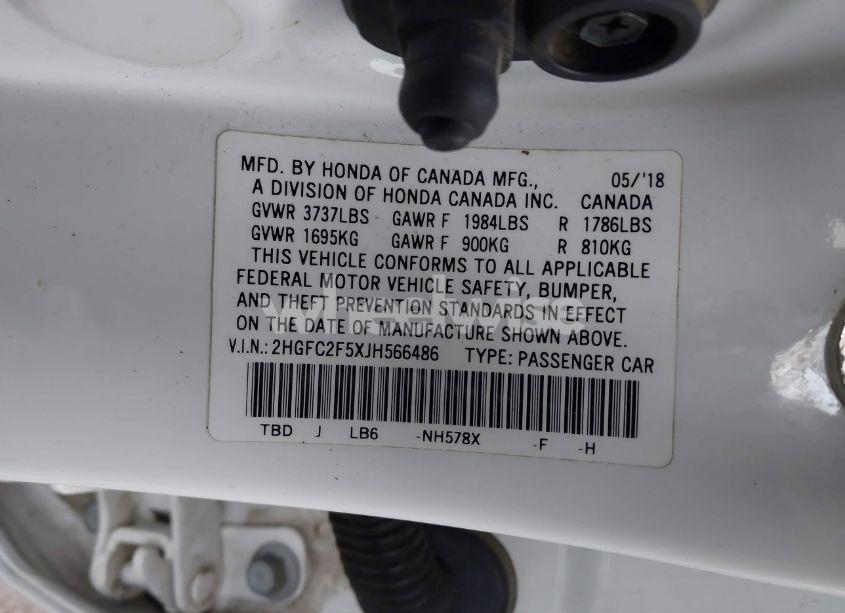 MFD. BY HONDA OF CANADA MFG., 05/'18
A DIVISION OF HONDA CANADA INC. CANADA
GVWR 3737LBS GAWR F 1984LBS R 1786LBS
GVWR 1695KG GAWR F 900KG R 810KG
THIS VEHICLE CONFORMS TO ALL APPLICABLE
FEDERAL MOTOR VEHICLE SAFETY, BUMPER,
AND THEFT PREVENTION STANDARDS IN EFFECT
ON THE DATE OF MANUFACTURE SHOWN ABOVE.
wheelwise
V.I.N.: 2HGFC2F5XJH566486 TYPE: PASSENGER CAR
TBD J LB6 -NH578X -F -H